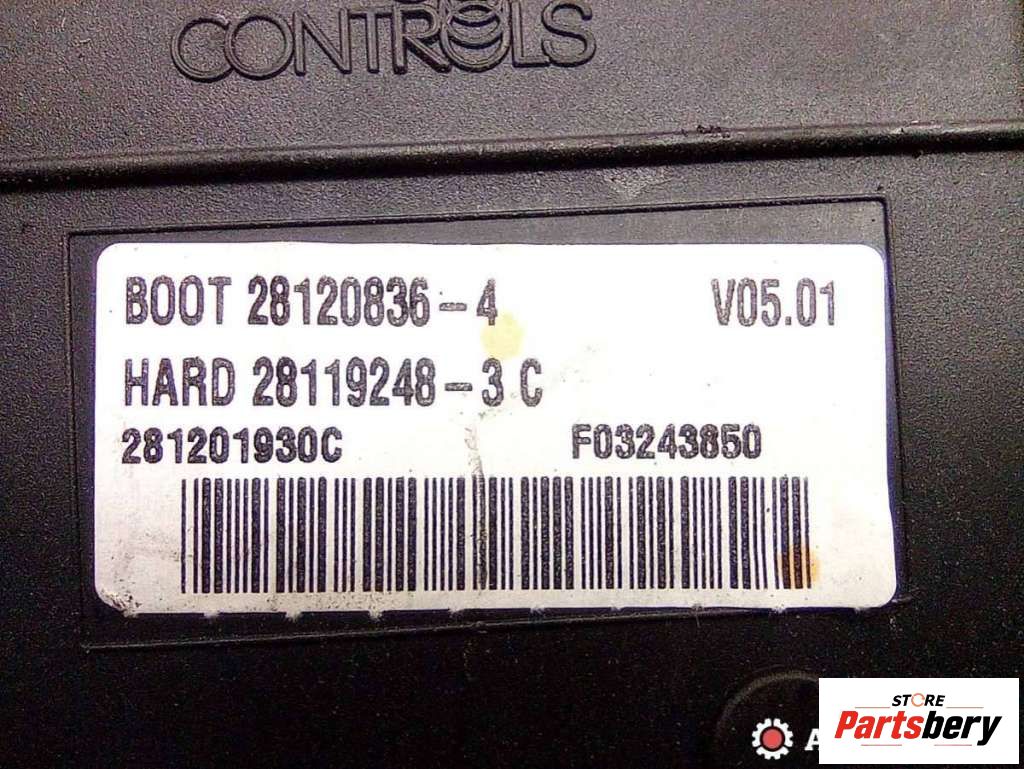 CONTROLS
BOOT 28120836-4 V05.01
HARD 28119248-3 C
281201930C F03243850
STORE
Partsbery
A